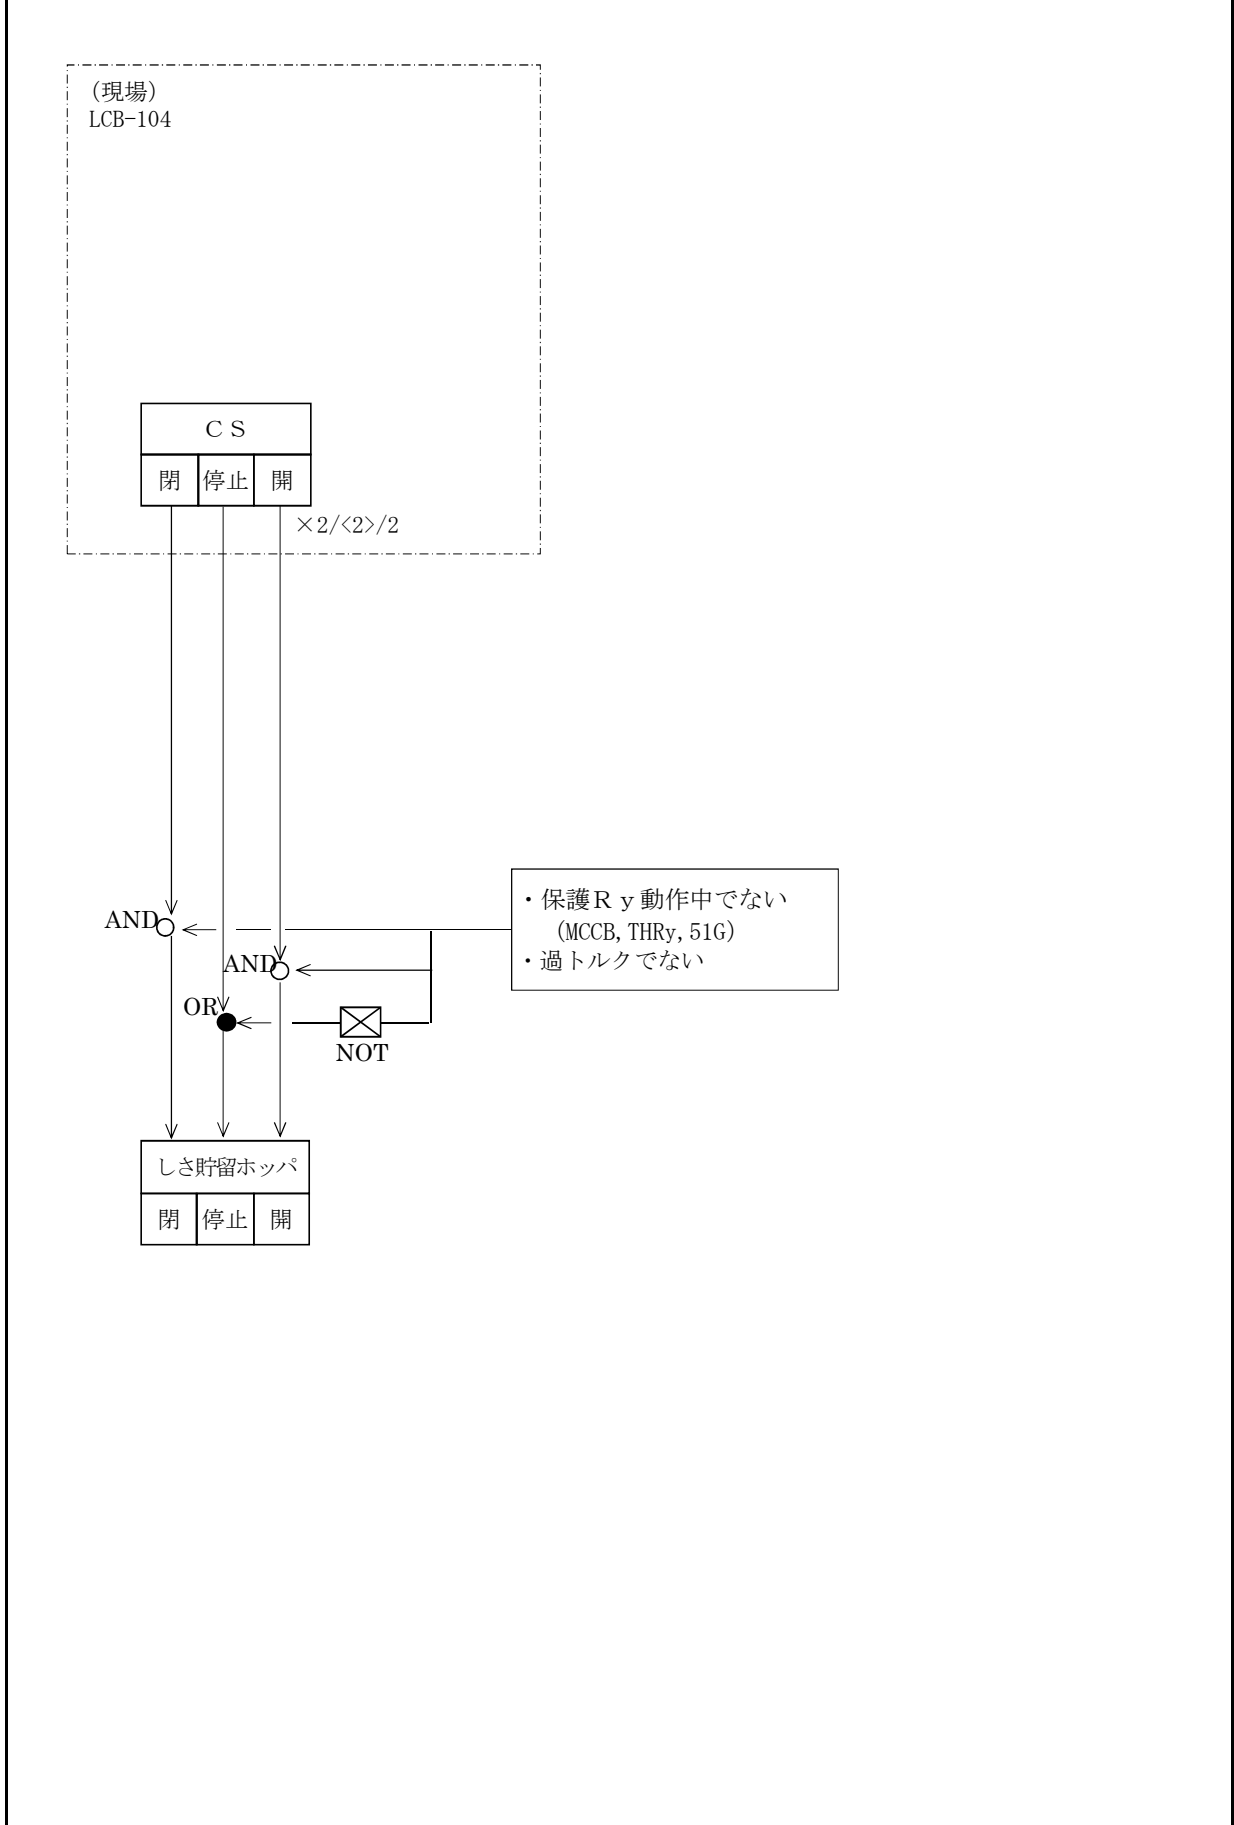 (現場)
LCB-104
ＣＳ
閉 停止 開
×2/<2>/2
・保護Ｒｙ動作中でない
(MCCB,THRy,51G)
・過トルクでない
AND
AND
OR
NOT
しさ貯留ホッパ
閉 停止 開